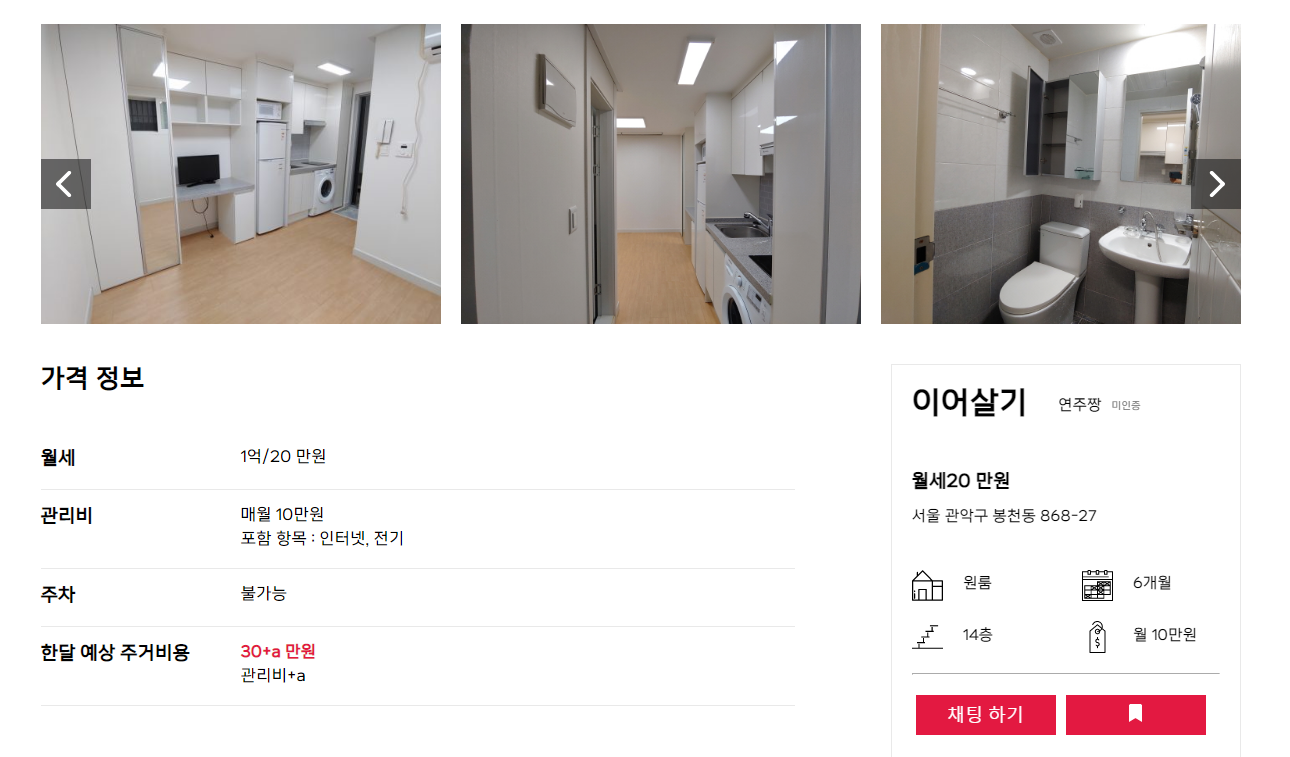 가격 정보
월세
1억/20 만원
관리비
매월 10만원
포함 항목 : 인터넷, 전기
주차
불가능
한달 예상 주거비용
30+a 만원
관리비+a
이어살기 연주짱 미인증
월세20 만원
서울 관악구 봉천동 868-27
원룸
6개월
14층
월 10만원
채팅 하기